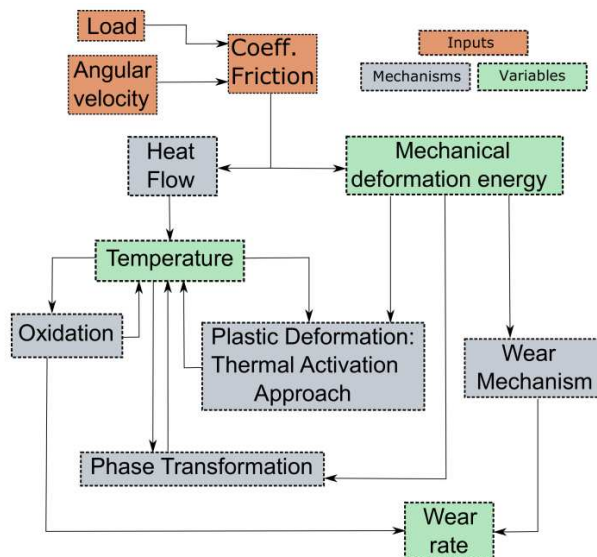 Load
Coeff.
Friction
Angular
velocity
Inputs
Mechanisms
Variables
Heat
Flow
Mechanical
deformation energy
Temperature
Oxidation
Plastic Deformation:
Thermal Activation
Approach
Wear
Mechanism
Phase Transformation
Wear
rate